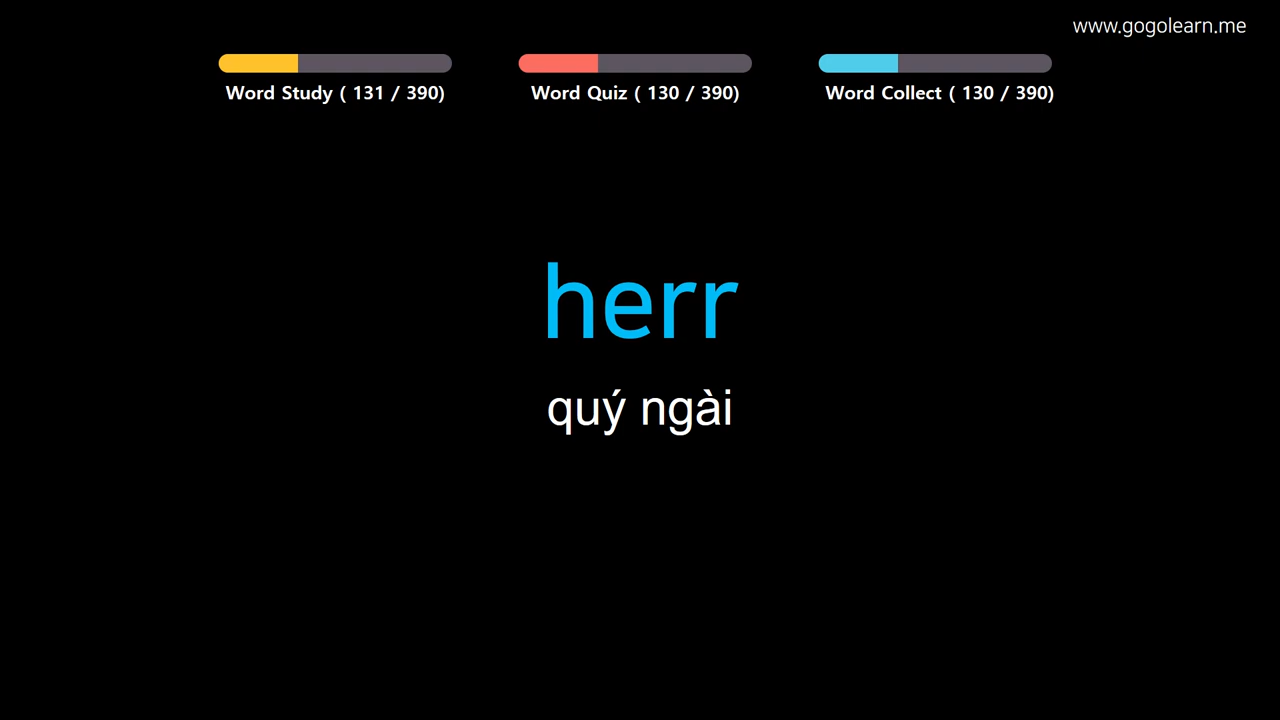 www.gogolearn.me
Word Study ( 131 / 390)
Word Quiz ( 130 / 390)
Word Collect ( 130 / 390)
herr
quý ngài